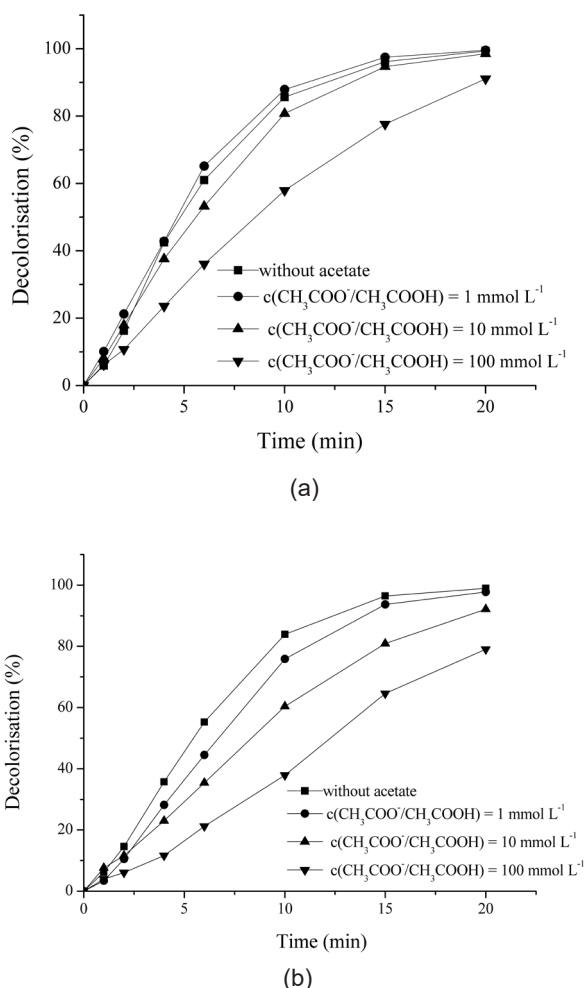 100
80
60
40
20
0
Decolorisation (%)
without acetate
c(CH₃COO⁻/CH₃COOH) = 1 mmol L⁻¹
c(CH₃COO⁻/CH₃COOH) = 10 mmol L⁻¹
c(CH₃COO⁻/CH₃COOH) = 100 mmol L⁻¹
0 5 10 15 20
Time (min)
(a)
100
80
60
40
20
0
Decolorisation (%)
without acetate
c(CH₃COO⁻/CH₃COOH) = 1 mmol L⁻¹
c(CH₃COO⁻/CH₃COOH) = 10 mmol L⁻¹
c(CH₃COO⁻/CH₃COOH) = 100 mmol L⁻¹
0 5 10 15 20
Time (min)
(b)